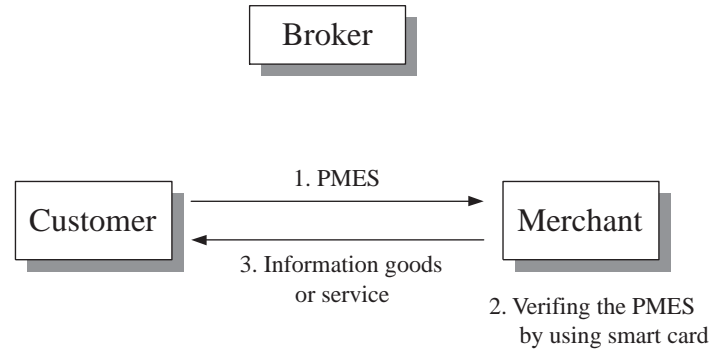 Broker
1. PMES
Customer
Merchant
3. Information goods
or service
2. Verifing the PMES
by using smart card